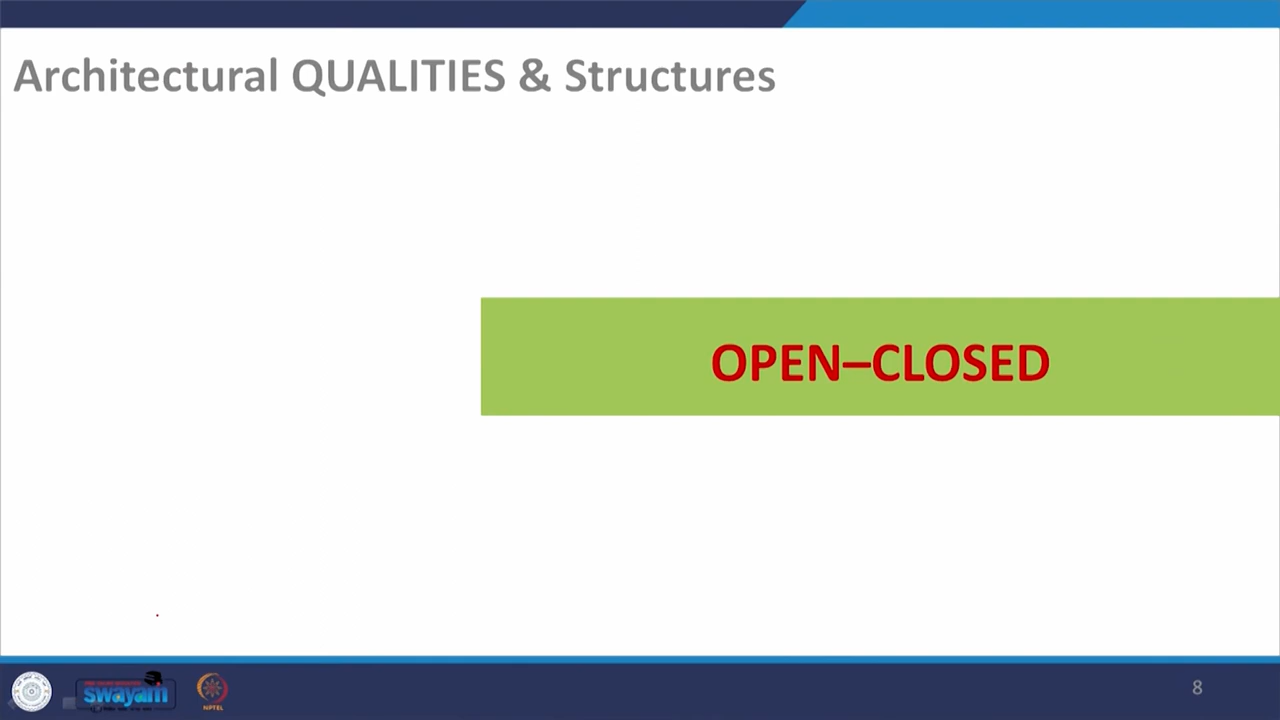 Architectural QUALITIES & Structures
OPEN–CLOSED
swayam
NPTEL
8